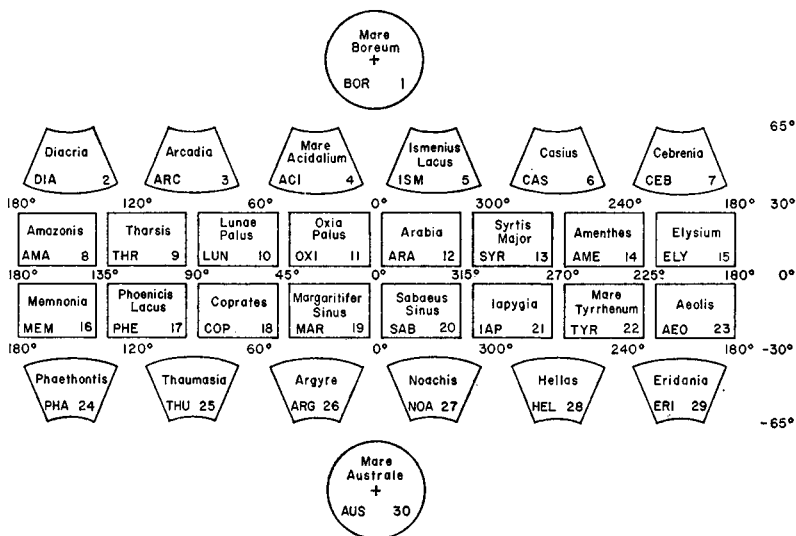 Mare
Boreum
+
BOR 1
65°
Diacria
DIA 2
Arcadia
ARC 3
Mare
Acidalium
ACI 4
Ismenius
Lacus
ISM 5
Casius
CAS 6
Cebrenia
CEB 7
180° 120° 60° 0° 300° 240° 180° 30°
Amazonis
AMA 8
Tharsis
THR 9
Lunae
Palus
LUN 10
Oxia
Palus
OXI 11
Arabia
ARA 12
Syrtis
Major
SYR 13
Amenthes
AME 14
Elysium
ELY 15
180° 135° 90° 45° 0° 315° 270° 225° 180° 0°
Memnonia
MEM 16
Phoenicis
Lacus
PHE 17
Coprates
COP 18
Margaritifer
Sinus
MAR 19
Sabaeus
Sinus
SAB 20
Iapygia
IAP 21
Mare
Tyrrhenum
TYR 22
Aeolis
AEO 23
180° 120° 60° 0° 300° 240° 180° -30°
Phaethontis
PHA 24
Thaumasia
THU 25
Argyre
ARG 26
Noachis
NOA 27
Hellas
HEL 28
Eridania
ERI 29
-65°
Mare
Australe
+
AUS 30